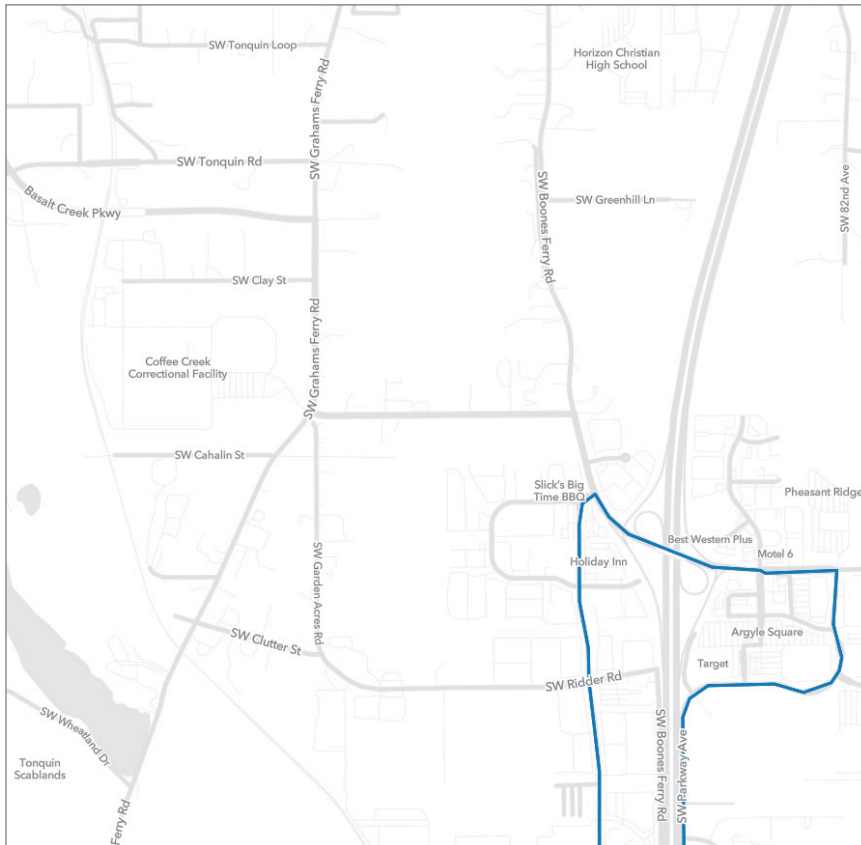 SW Tonquin Loop
SW Grahams Ferry Rd
Horizon Christian
High School
SW Tonquin Rd
Basalt Creek Pkwy
SW Boones Ferry Rd
SW Greenhill Ln
SW 82nd Ave
SW Clay St
SW Grahams Ferry Rd
Coffee Creek
Correctional Facility
SW Cahalin St
Slick's Big
Time BBQ
Pheasant Ridge
Best Western Plus
Motel 6
Holiday Inn
SW Garden Acres Rd
SW Clutter St
Argyle Square
Target
SW Ridder Rd
SW Wheatland Dr
SW Boones Ferry Rd
SW Parkway Ave
Tonquin
Scablands
Ferry Rd